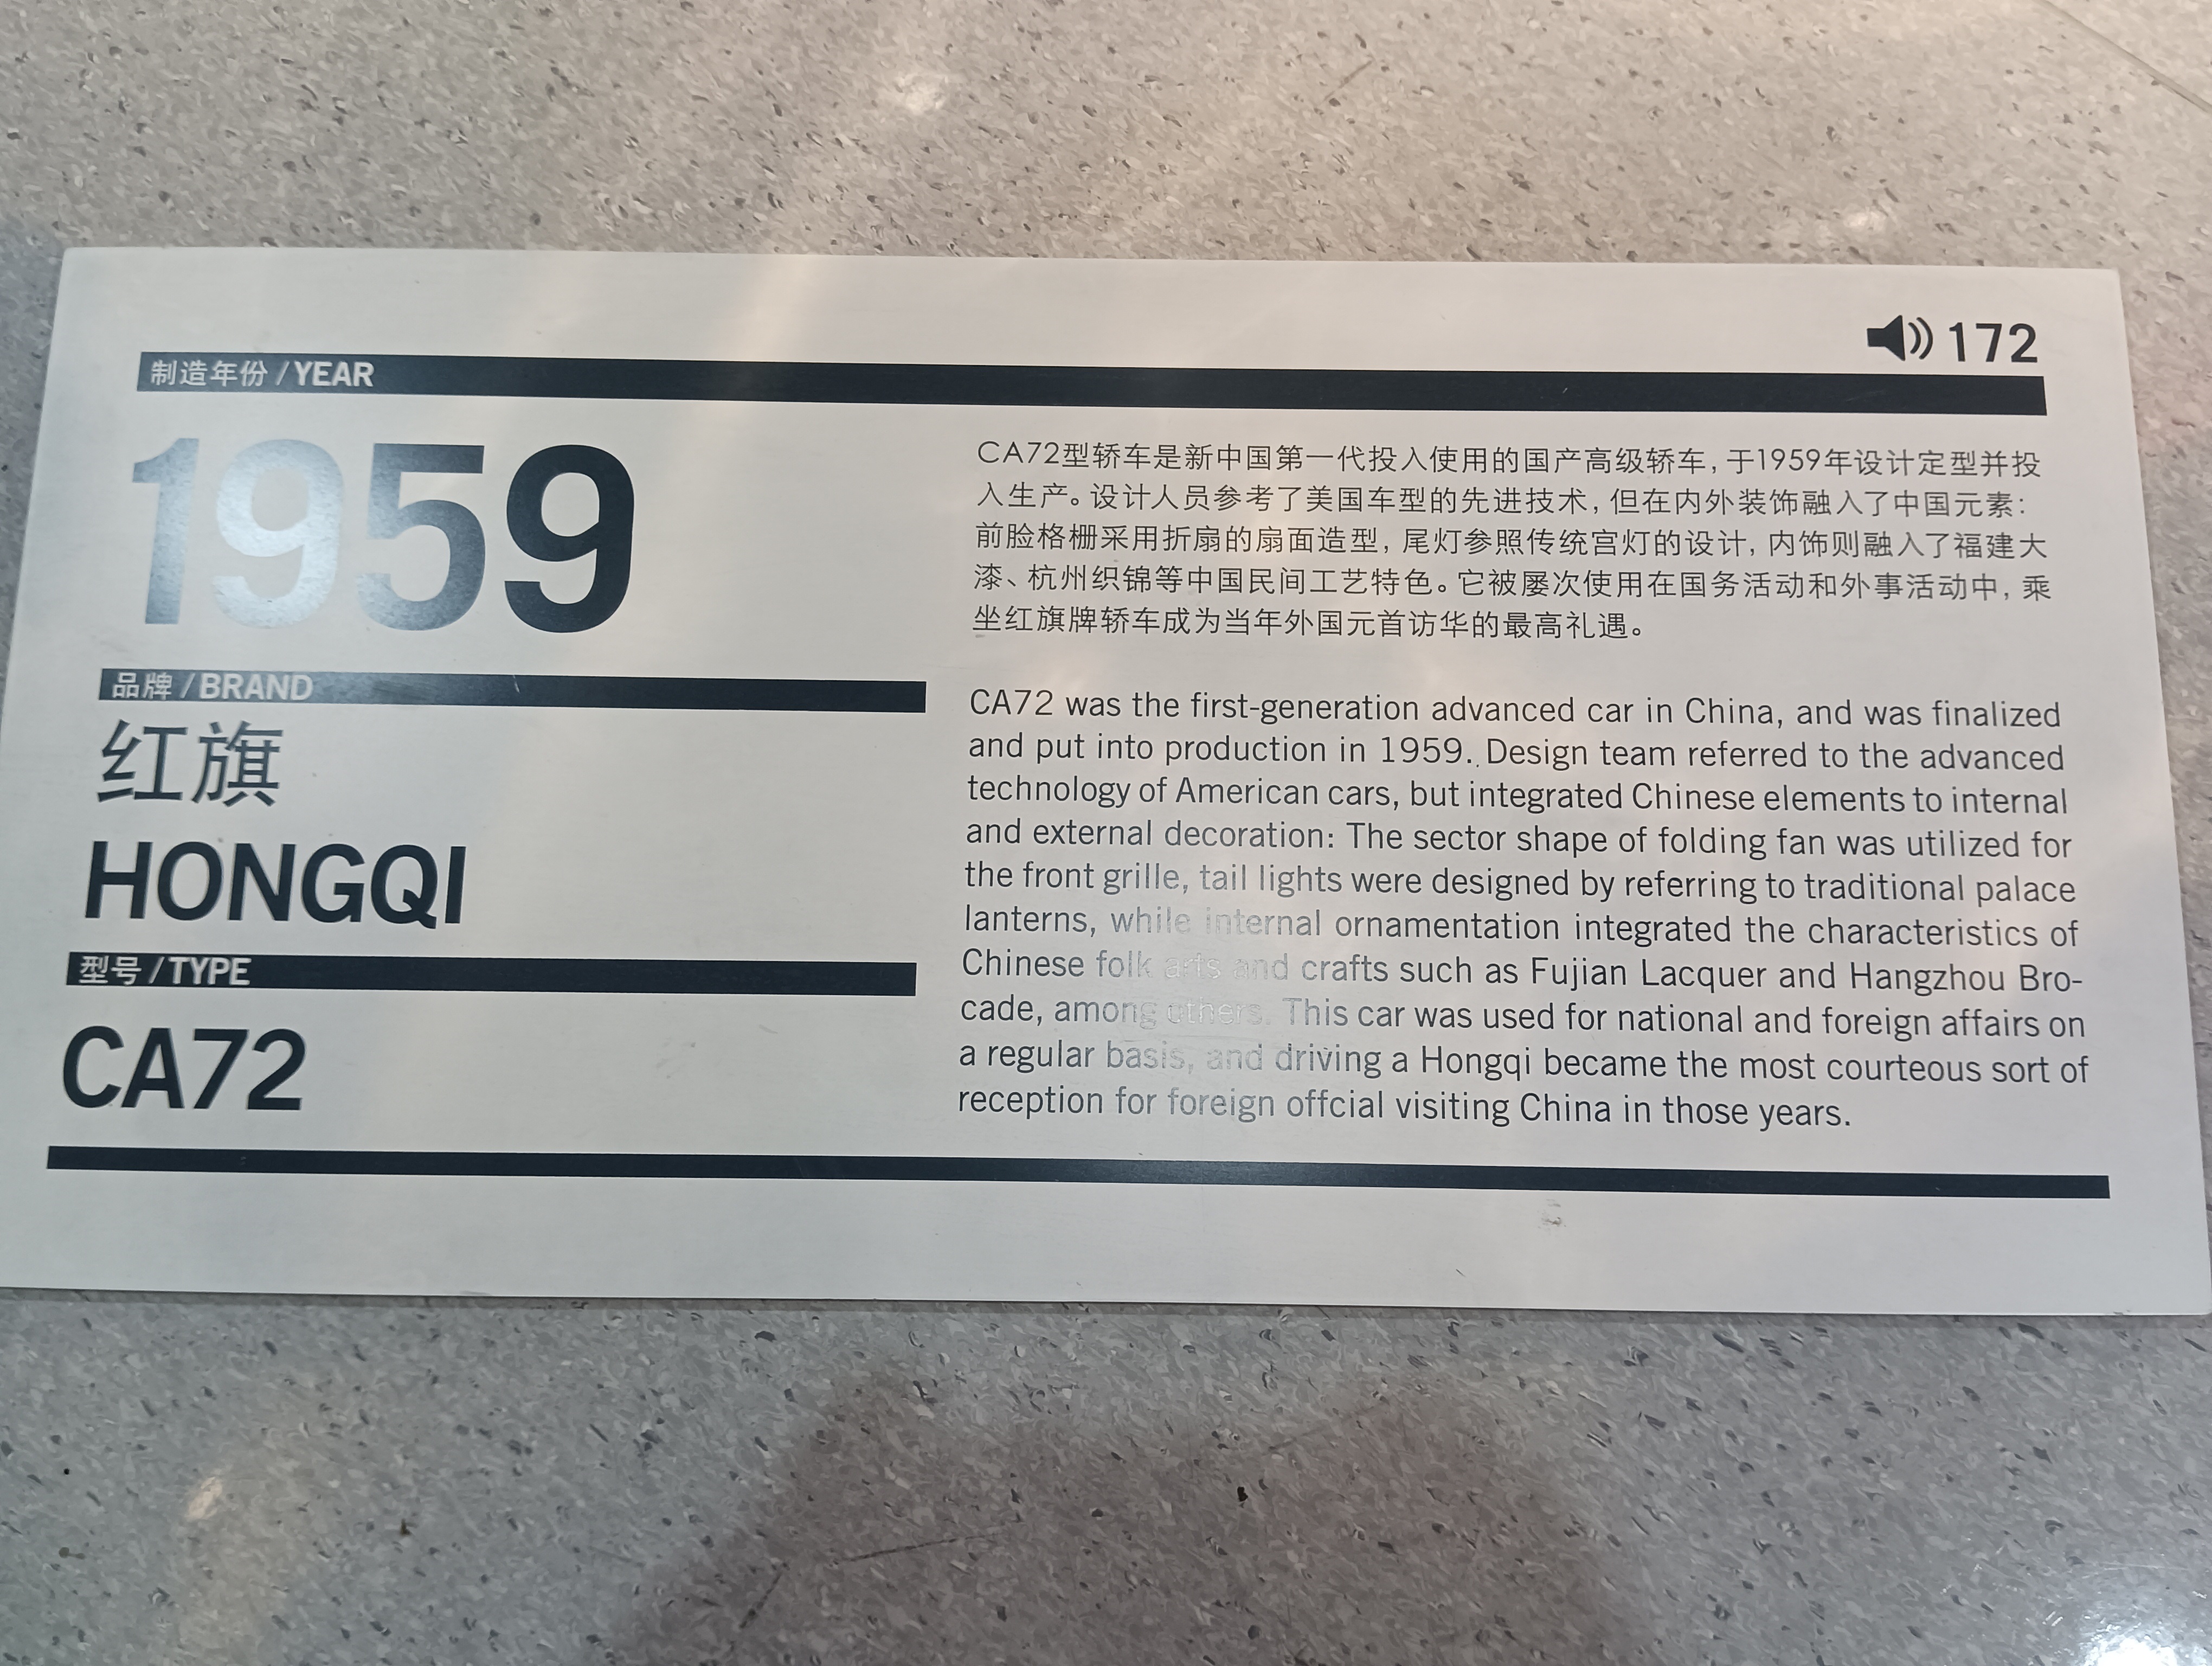 172
制造年份 / YEAR
1959
品牌 / BRAND
红旗
HONGQI
型号 / TYPE
CA72
CA72型轿车是新中国第一代投入使用的国产高级轿车，于1959年设计定型并投
入生产。设计人员参考了美国车型的先进技术，但在内外装饰融入了中国元素：
前脸格栅采用折扇的扇面造型，尾灯参照传统宫灯的设计，内饰则融入了福建大
漆、杭州织锦等中国民间工艺特色。它被屡次使用在国务活动和外事活动中，乘
坐红旗牌轿车成为当年外国元首访华的最高礼遇。
CA72 was the first-generation advanced car in China, and was finalized
and put into production in 1959. Design team referred to the advanced
technology of American cars, but integrated Chinese elements to internal
and external decoration: The sector shape of folding fan was utilized for
the front grille, tail lights were designed by referring to traditional palace
lanterns, while internal ornamentation integrated the characteristics of
Chinese folk arts and crafts such as Fujian Lacquer and Hangzhou Bro-
cade, among others. This car was used for national and foreign affairs on
a regular basis, and driving a Hongqi became the most courteous sort of
reception for foreign offcial visiting China in those years.